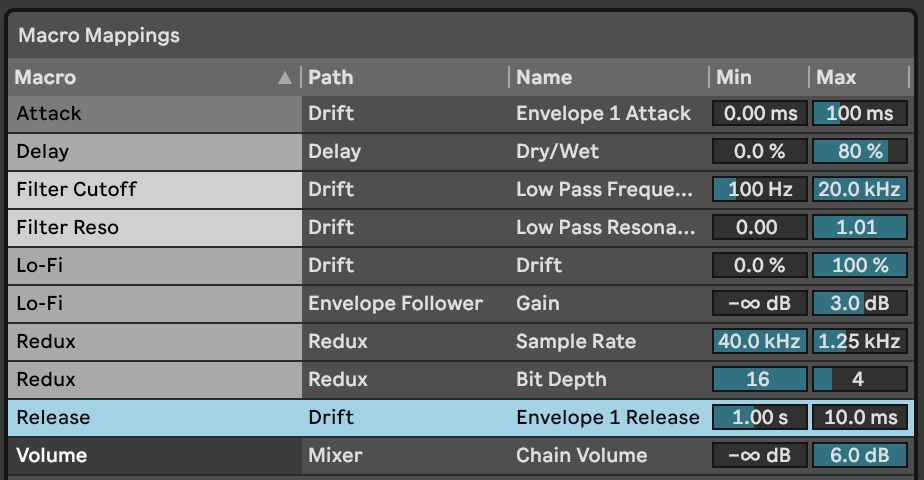 Macro Mappings
Macro Path Name Min Max
Attack Drift Envelope 1 Attack 0.00 ms 100 ms
Delay Delay Dry/Wet 0.0 % 80 %
Filter Cutoff Drift Low Pass Freque... 100 Hz 20.0 kHz
Filter Reso Drift Low Pass Resona... 0.00 1.01
Lo-Fi Drift Drift 0.0 % 100 %
Lo-Fi Envelope Follower Gain -∞ dB 3.0 dB
Redux Redux Sample Rate 40.0 kHz 1.25 kHz
Redux Redux Bit Depth 16 4
Release Drift Envelope 1 Release 1.00 s 10.0 ms
Volume Mixer Chain Volume -∞ dB 6.0 dB